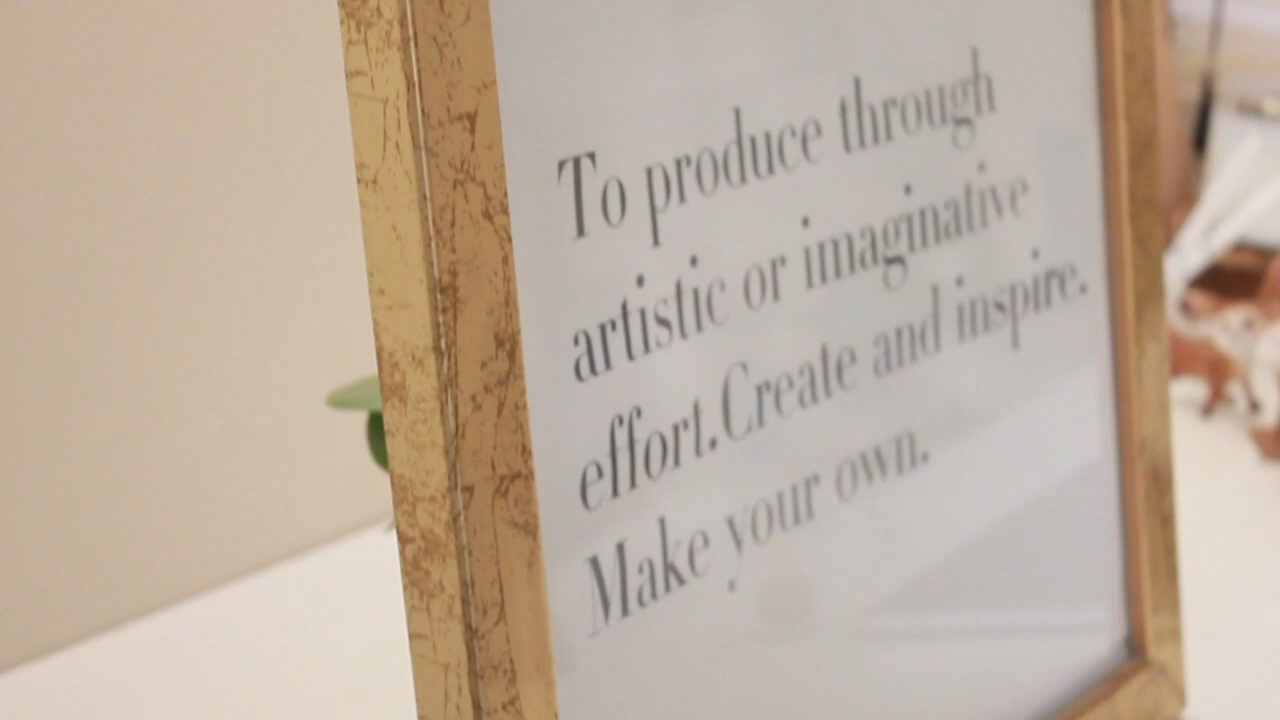 To produce through
artistic or imaginative
effort.Create and inspire.
Make your own.